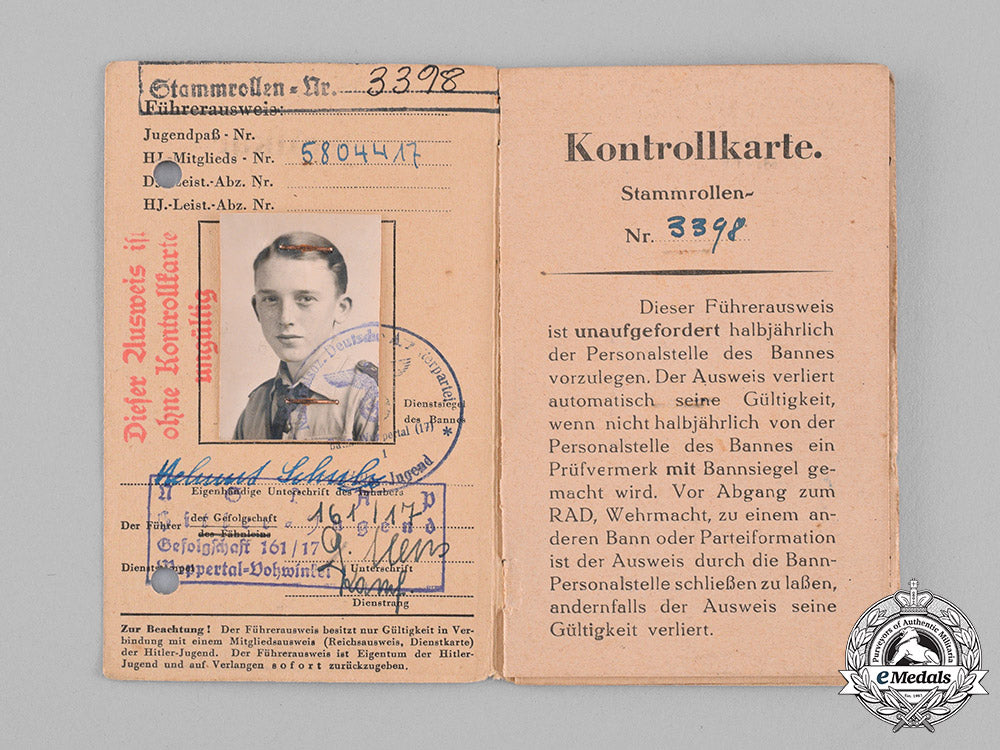 Stammrollen-Nr. 3398
Führerausweis:
Jugendpaß - Nr.
HJ-Mitglieds - Nr. 5804417
Leist.-Abz. Nr.
HJ.-Leist.-Abz. Nr.
Dieser Ausweis ist
ohne Kontrollkarte
ungültig
Dienstsiegel
des Bannes
Helmut Schulz
Eigenhändige Unterschrift des Inhabers
Der Führer
der Gefolgschaft
des Fähnleins
161/17
Gefolgschaft 161/17
Wuppertal-Vohwinkel
Unterschrift
Dienstrang
Zur Beachtung! Der Führerausweis besitzt nur Gültigkeit in Ver-
bindung mit einem Mitgliedsausweis (Reichsausweis, Dienstkarte)
der Hitler-Jugend. Der Führerausweis ist Eigentum der Hitler-
Jugend und auf Verlangen sofort zurückzugeben.
Kontrollkarte.
Stammrollen-
Nr. 3398
Dieser Führerausweis
ist unaufgefordert halbjährlich
der Personalstelle des Bannes
vorzulegen. Der Ausweis verliert
automatisch seine Gültigkeit,
wenn nicht halbjährlich von der
Personalstelle des Bannes ein
Prüfvermerk mit Bannsiegel ge-
macht wird. Vor Abgang zum
RAD, Wehrmacht, zu einem an-
deren Bann oder Parteiformation
ist der Ausweis durch die Bann-
Personalstelle schließen zu laßen,
andernfalls der Ausweis seine
Gültigkeit verliert.
Purveyors of Authentic Militaria
eMedals